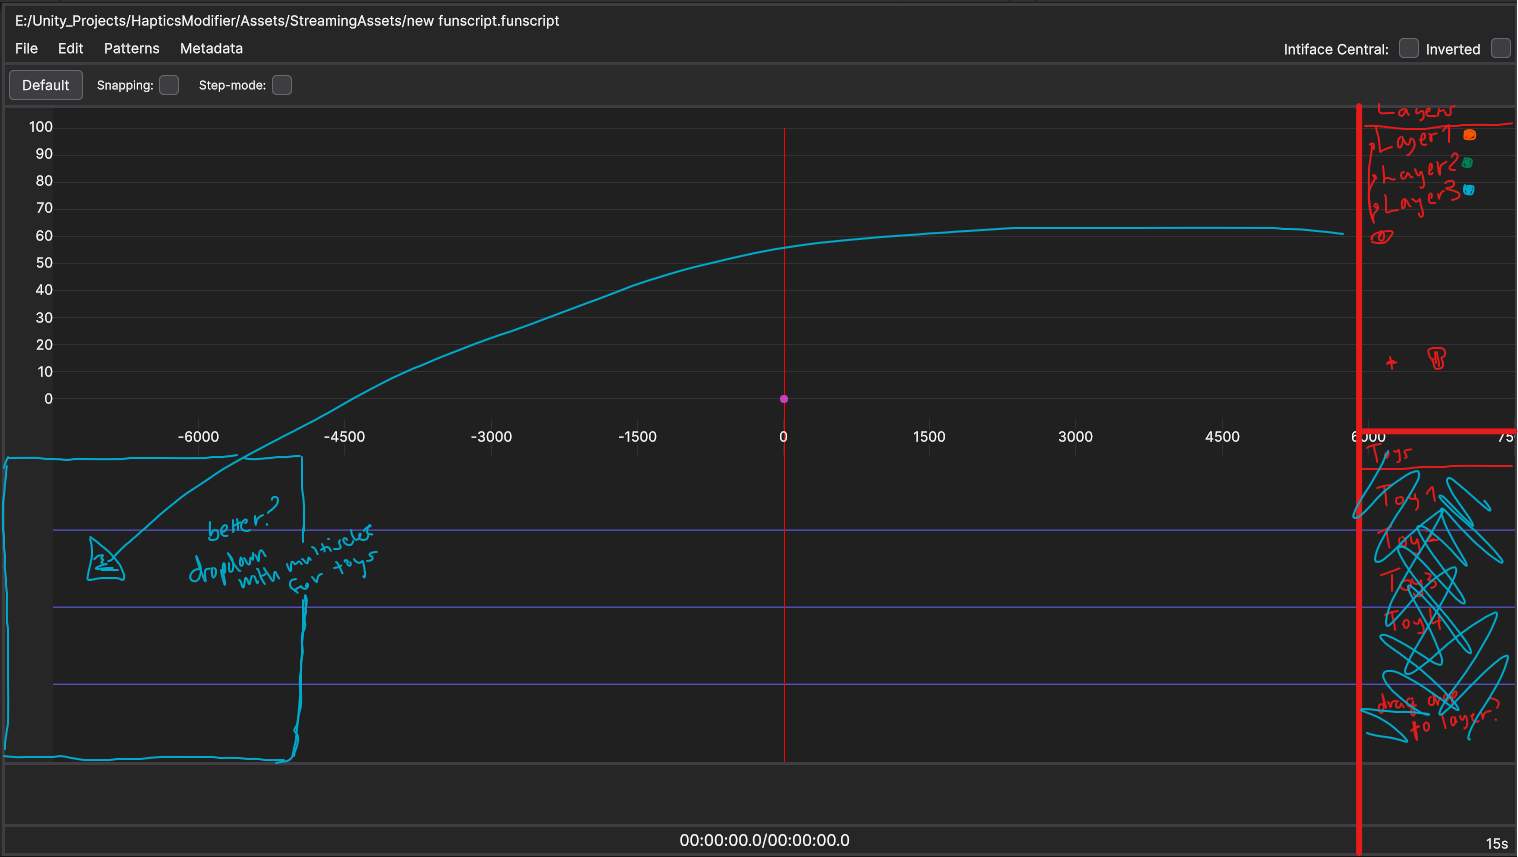 E:/Unity_Projects/HapticsModifier/Assets/StreamingAssets/new funscript.funscript
File Edit Patterns Metadata
Intiface Central: Inverted
Default Snapping: Step-mode:
Layers
100
Layer1
90
Layer2
80
Layer3
70
60
50
40
30
20
10
+
0
-6000 -4500 -3000 -1500 0 1500 3000 4500 6000 75
Toys
Toy1
better?
dropdown
with multiselect
for toys
Toy2
Toy3
Toy4
drag
to layer?
00:00:00.0/00:00:00.0
15s